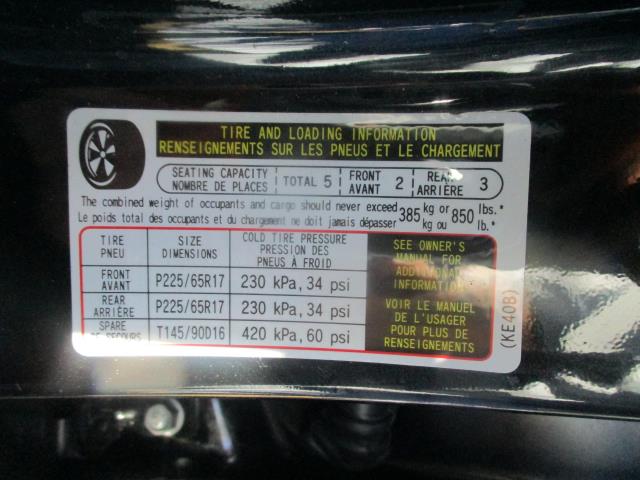 TIRE AND LOADING INFORMATION
RENSEIGNEMENTS SUR LES PNEUS ET LE CHARGEMENT
SEATING CAPACITY
NOMBRE DE PLACES
TOTAL 5
FRONT
AVANT
2
REAR
ARRIÈRE
3
The combined weight of occupants and cargo should never exceed 385 kg or 850 lbs.*
Le poids total des occupants et du chargement ne doit jamais dépasser kg ou lb.*
TIRE
PNEU
SIZE
DIMENSIONS
COLD TIRE PRESSURE
PRESSION DES
PNEUS À FROID
FRONT
AVANT
P225/65R17
230 kPa, 34 psi
REAR
ARRIÈRE
P225/65R17
230 kPa, 34 psi
SPARE
DE SECOURS
T145/90D16
420 kPa, 60 psi
SEE OWNER'S
MANUAL FOR
ADDITIONAL
INFORMATION
VOIR LE MANUEL
DE L'USAGER
POUR PLUS DE
RENSEIGNEMENTS
(KE40B)